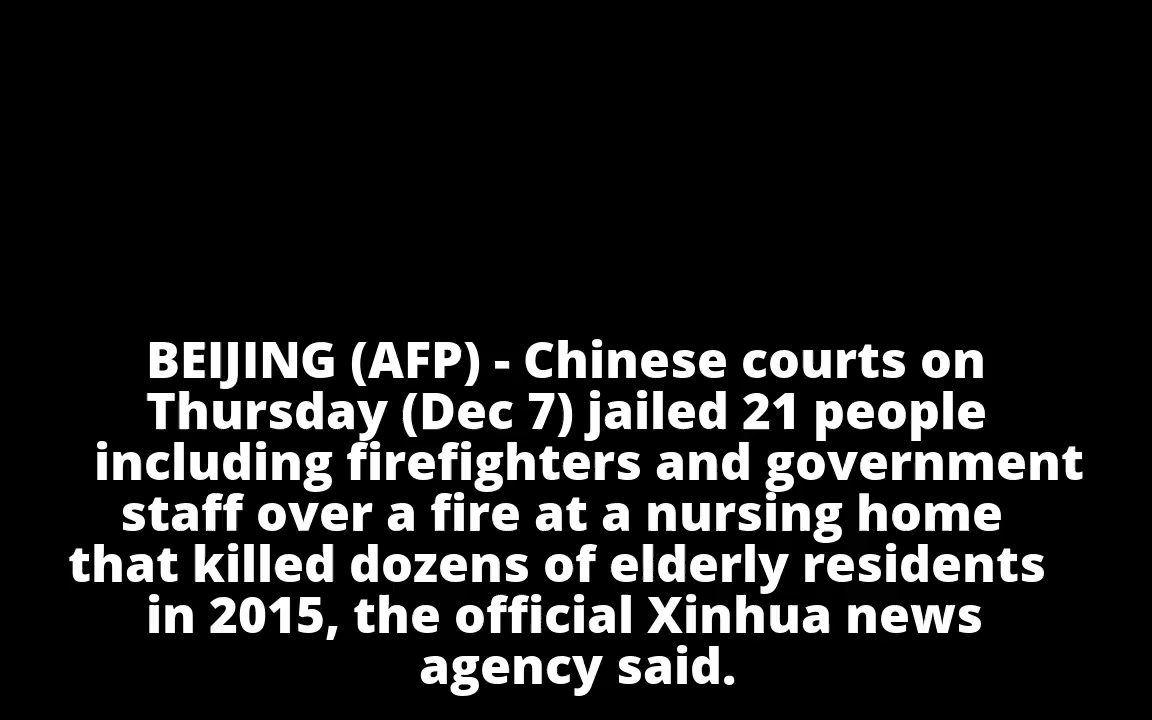 BEIJING (AFP) - Chinese courts on
Thursday (Dec 7) jailed 21 people
including firefighters and government
staff over a fire at a nursing home
that killed dozens of elderly residents
in 2015, the official Xinhua news
agency said.